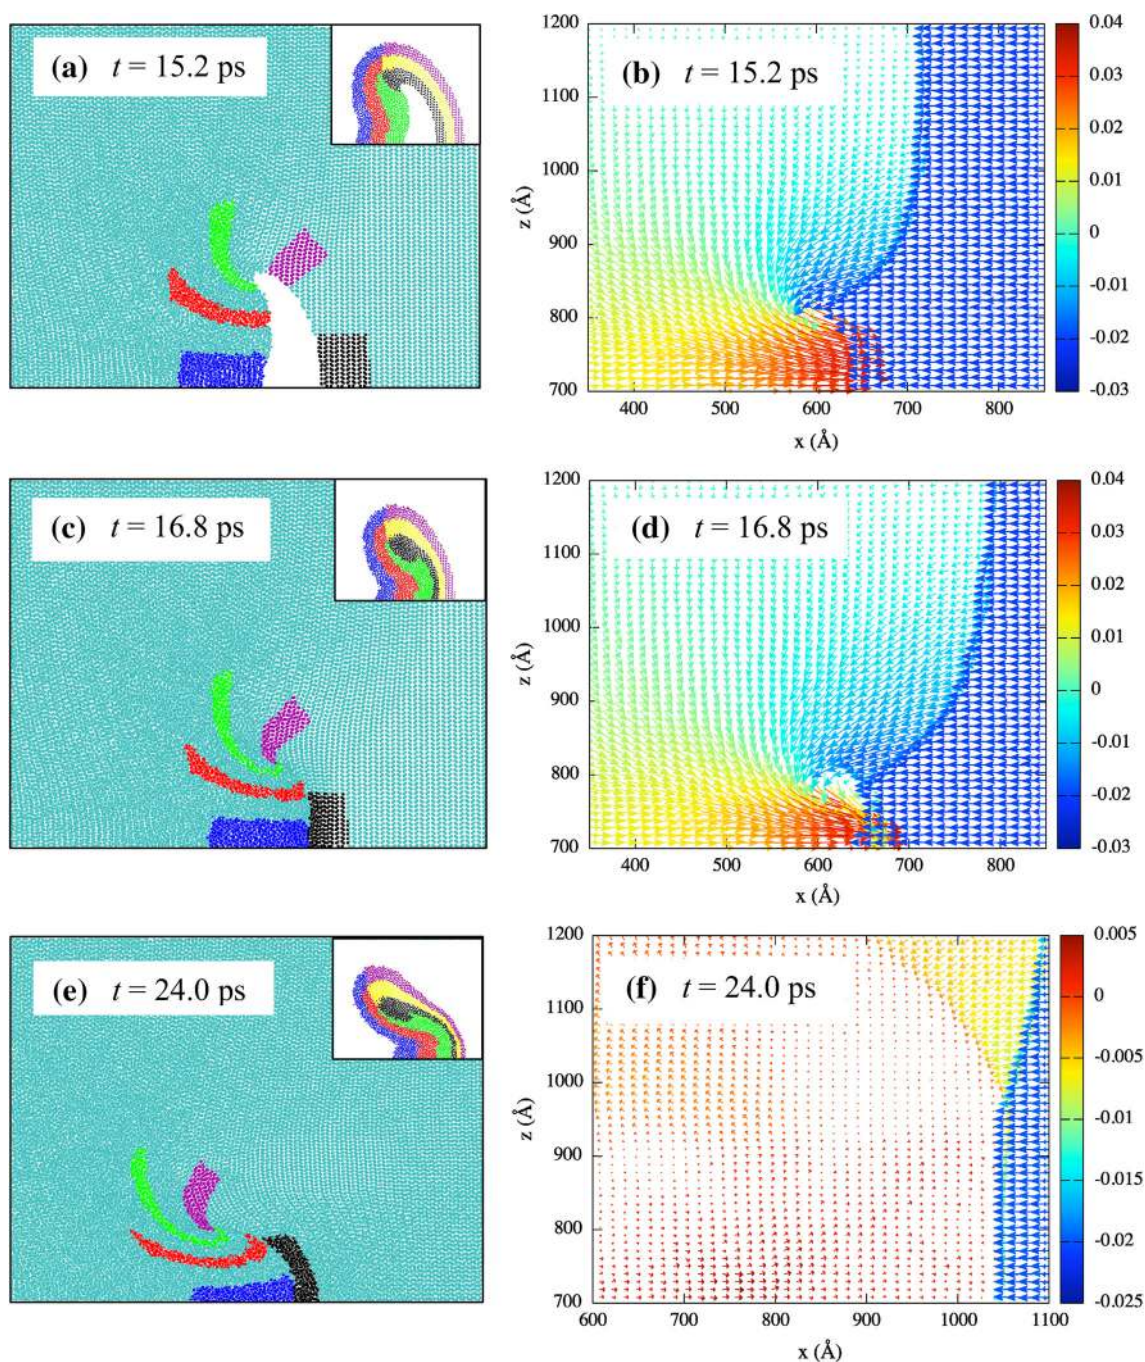 (a) t = 15.2 ps
(b) t = 15.2 ps
1200
1100
1000
900
800
700
z (Å)
400 500 600 700 800
x (Å)
0.04
0.03
0.02
0.01
0
-0.01
-0.02
-0.03
(c) t = 16.8 ps
(d) t = 16.8 ps
1200
1100
1000
900
800
700
z (Å)
400 500 600 700 800
x (Å)
0.04
0.03
0.02
0.01
0
-0.01
-0.02
-0.03
(e) t = 24.0 ps
(f) t = 24.0 ps
1200
1100
1000
900
800
700
z (Å)
600 700 800 900 1000 1100
x (Å)
0.005
0
-0.005
-0.01
-0.015
-0.02
-0.025